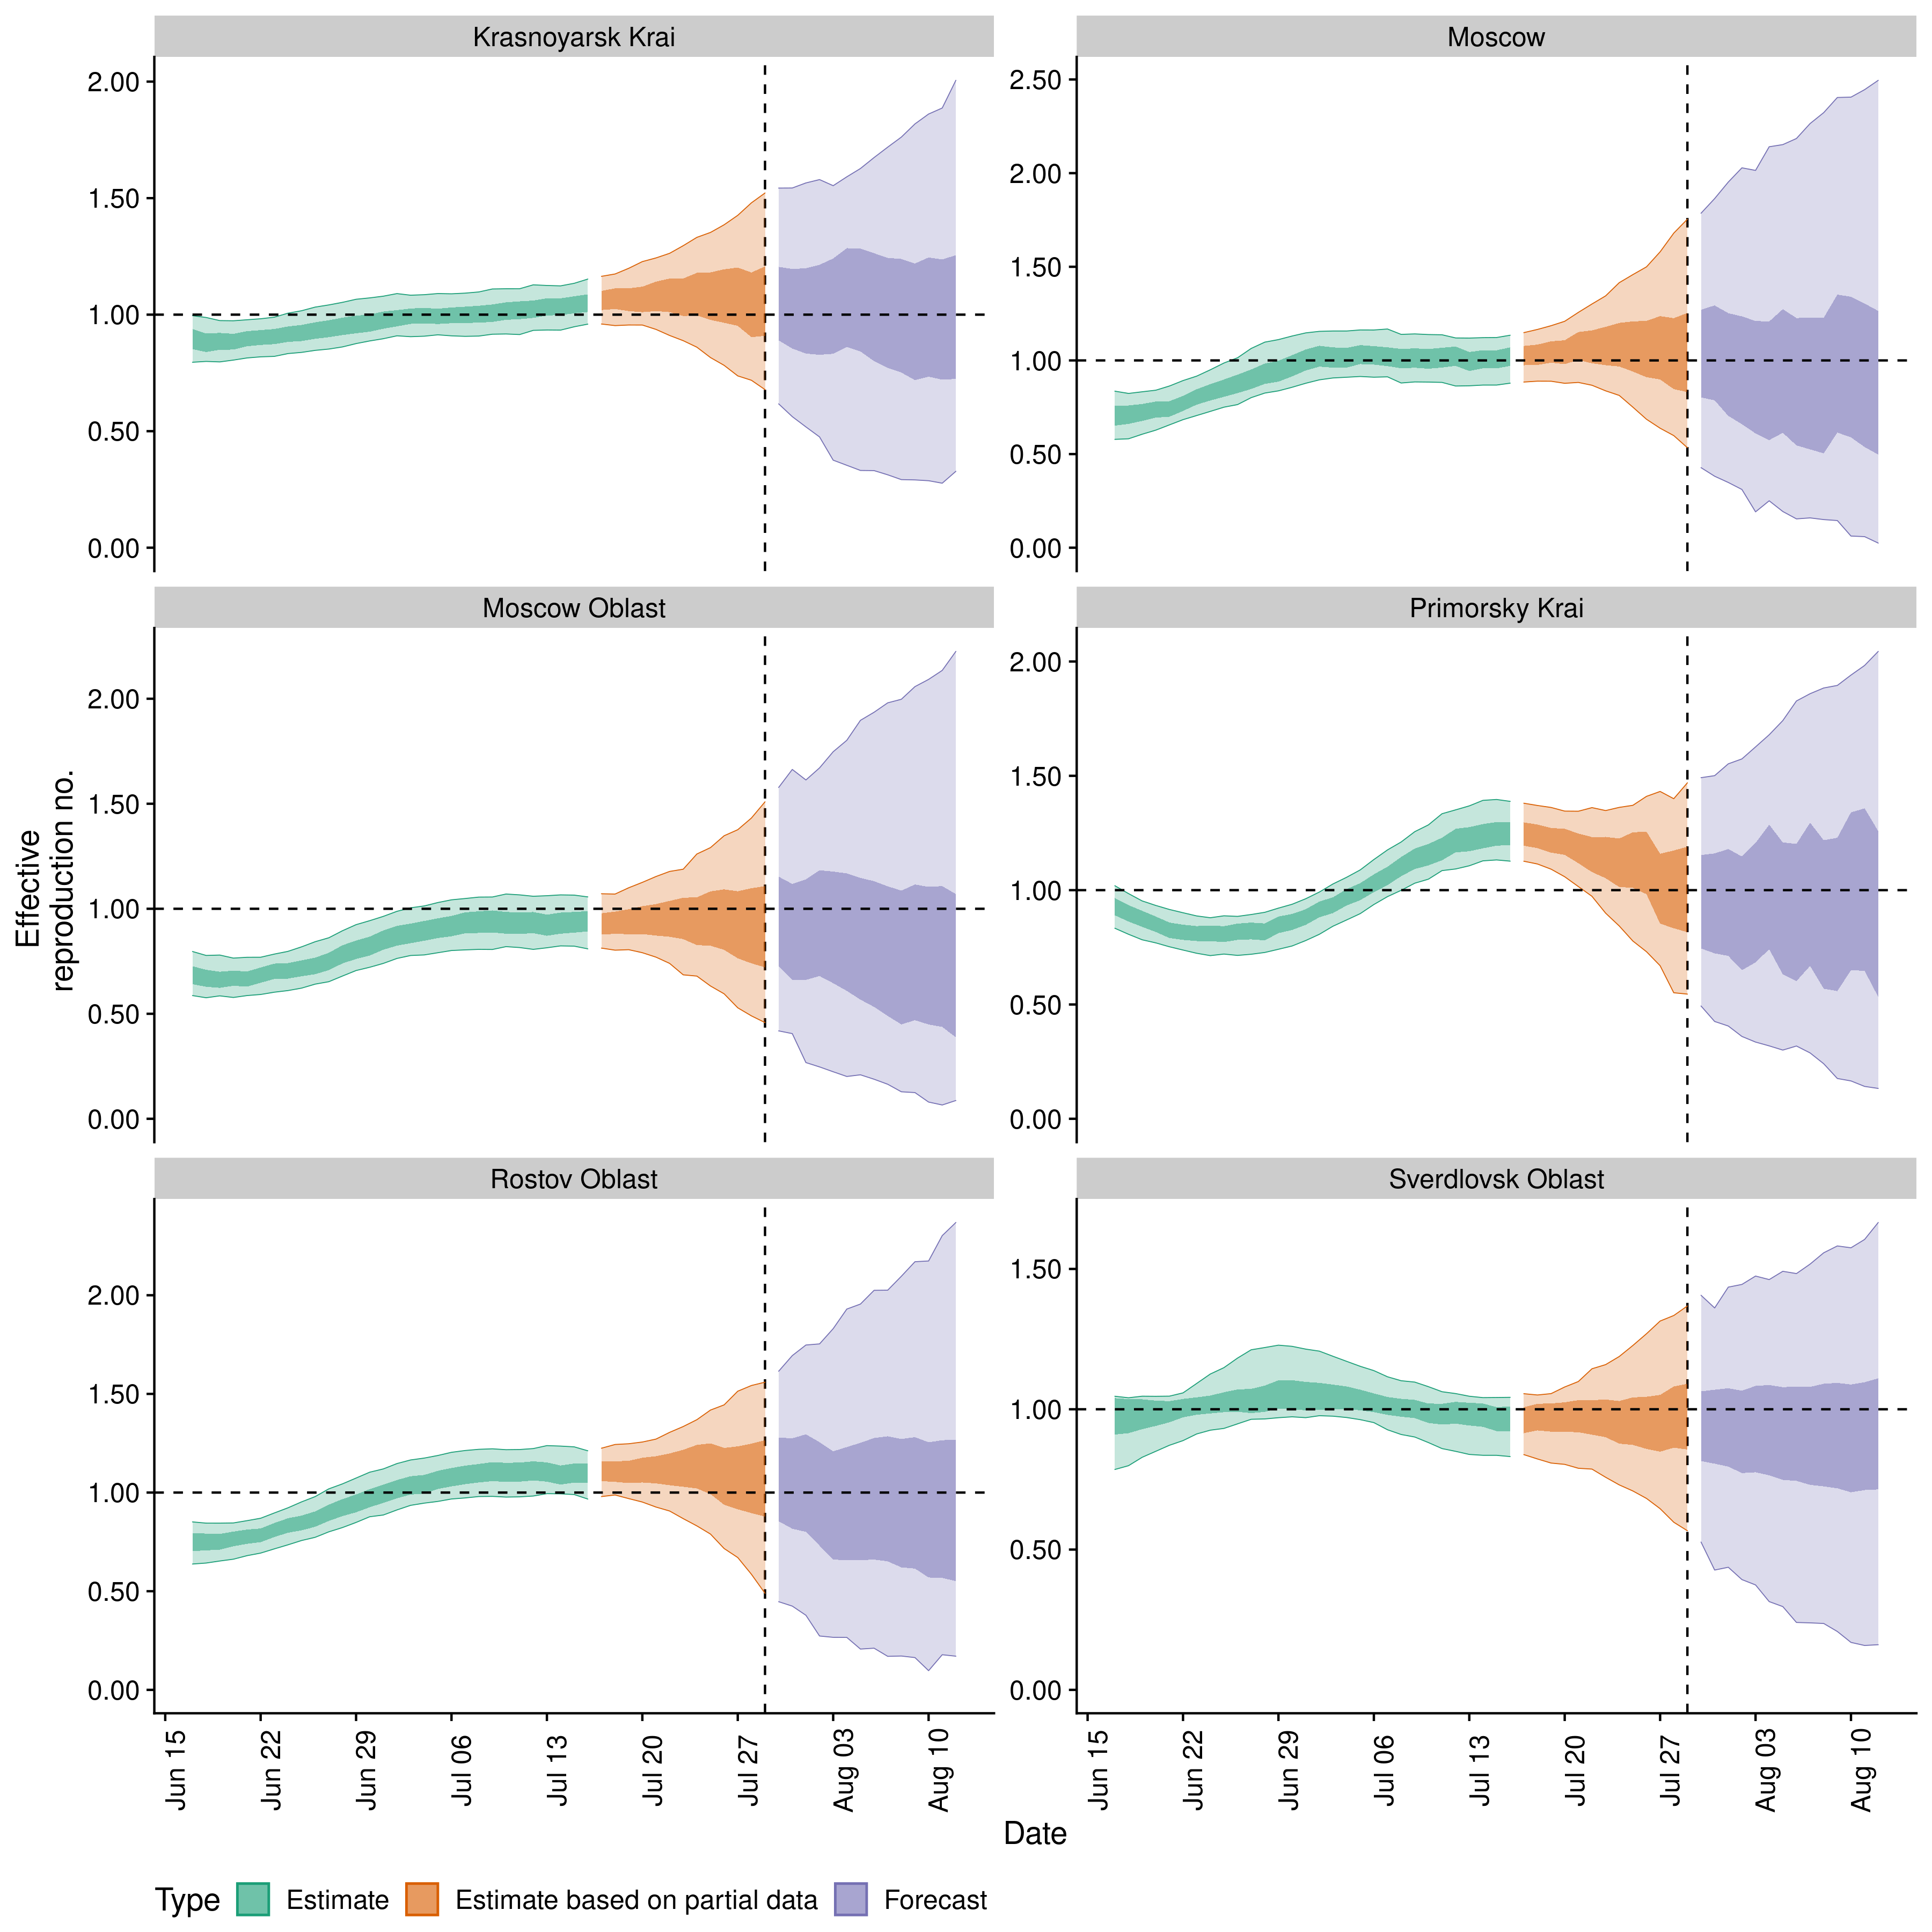 Krasnoyarsk Krai
Moscow
2.00
1.50
1.00
0.50
0.00
2.50
2.00
1.50
1.00
0.50
0.00
Moscow Oblast
Primorsky Krai
2.00
1.50
1.00
0.50
0.00
2.00
1.50
1.00
0.50
0.00
Effective
reproduction no.
Rostov Oblast
Sverdlovsk Oblast
2.00
1.50
1.00
0.50
0.00
1.50
1.00
0.50
0.00
Jun 15
Jun 22
Jun 29
Jul 06
Jul 13
Jul 20
Jul 27
Aug 03
Aug 10
Jun 15
Jun 22
Jun 29
Jul 06
Jul 13
Jul 20
Jul 27
Aug 03
Aug 10
Date
Type Estimate Estimate based on partial data Forecast